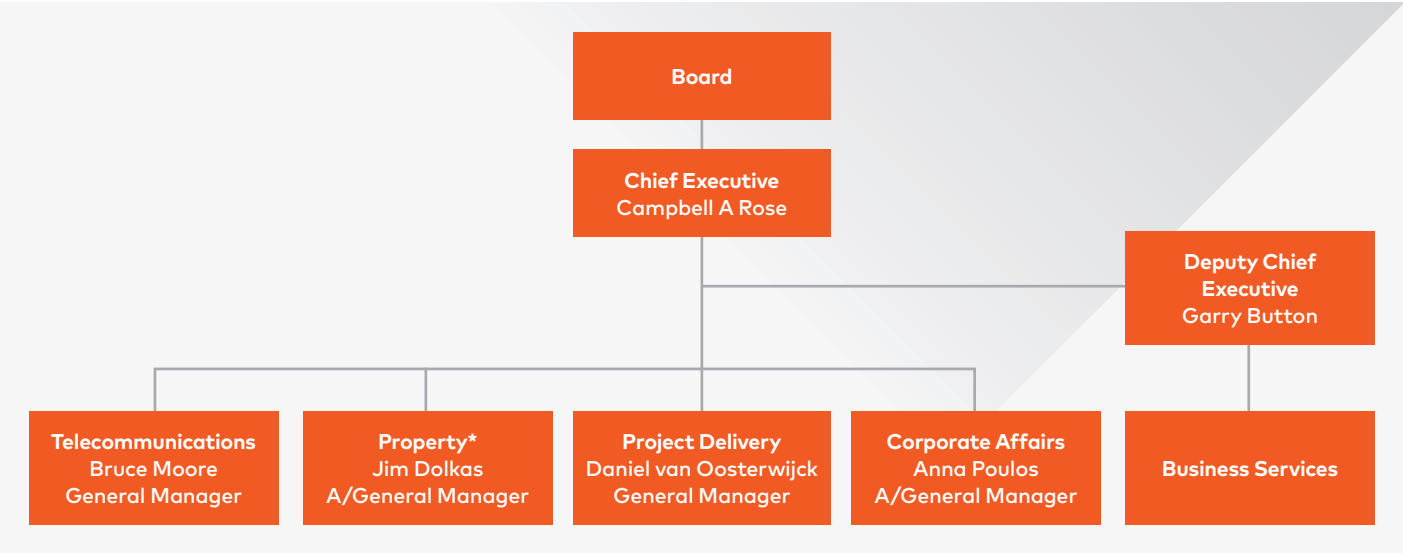 Board
Chief Executive
Campbell A Rose
Deputy Chief
Executive
Garry Button
Telecommunications
Bruce Moore
General Manager
Property*
Jim Dolkas
A/General Manager
Project Delivery
Daniel van Oosterwijck
General Manager
Corporate Affairs
Anna Poulos
A/General Manager
Business Services